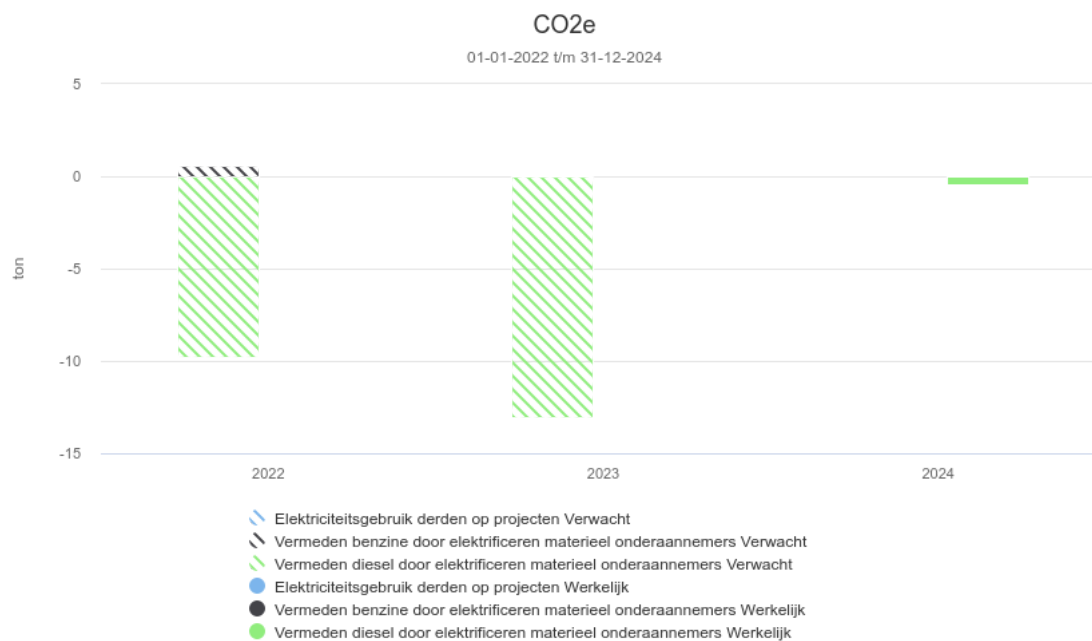 CO2e
01-01-2022 t/m 31-12-2024
5
0
-5
-10
-15
ton
2022 2023 2024
Elektriciteitsgebruik derden op projecten Verwacht
Vermeden benzine door elektrificeren materieel onderaannemers Verwacht
Vermeden diesel door elektrificeren materieel onderaannemers Verwacht
Elektriciteitsgebruik derden op projecten Werkelijk
Vermeden benzine door elektrificeren materieel onderaannemers Werkelijk
Vermeden diesel door elektrificeren materieel onderaannemers Werkelijk